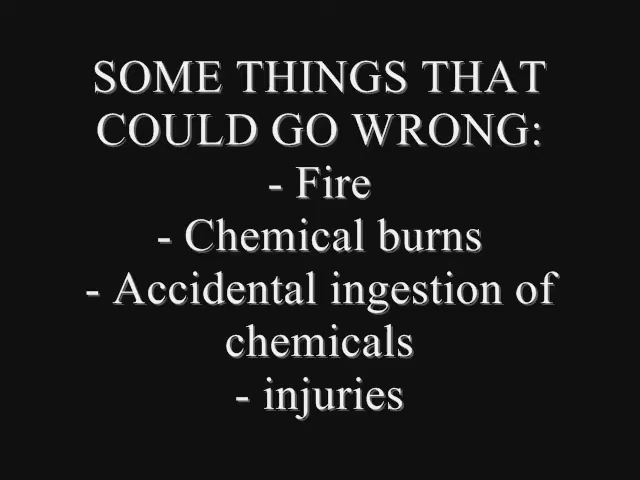 SOME THINGS THAT
COULD GO WRONG:
- Fire
- Chemical burns
- Accidental ingestion of
chemicals
- injuries